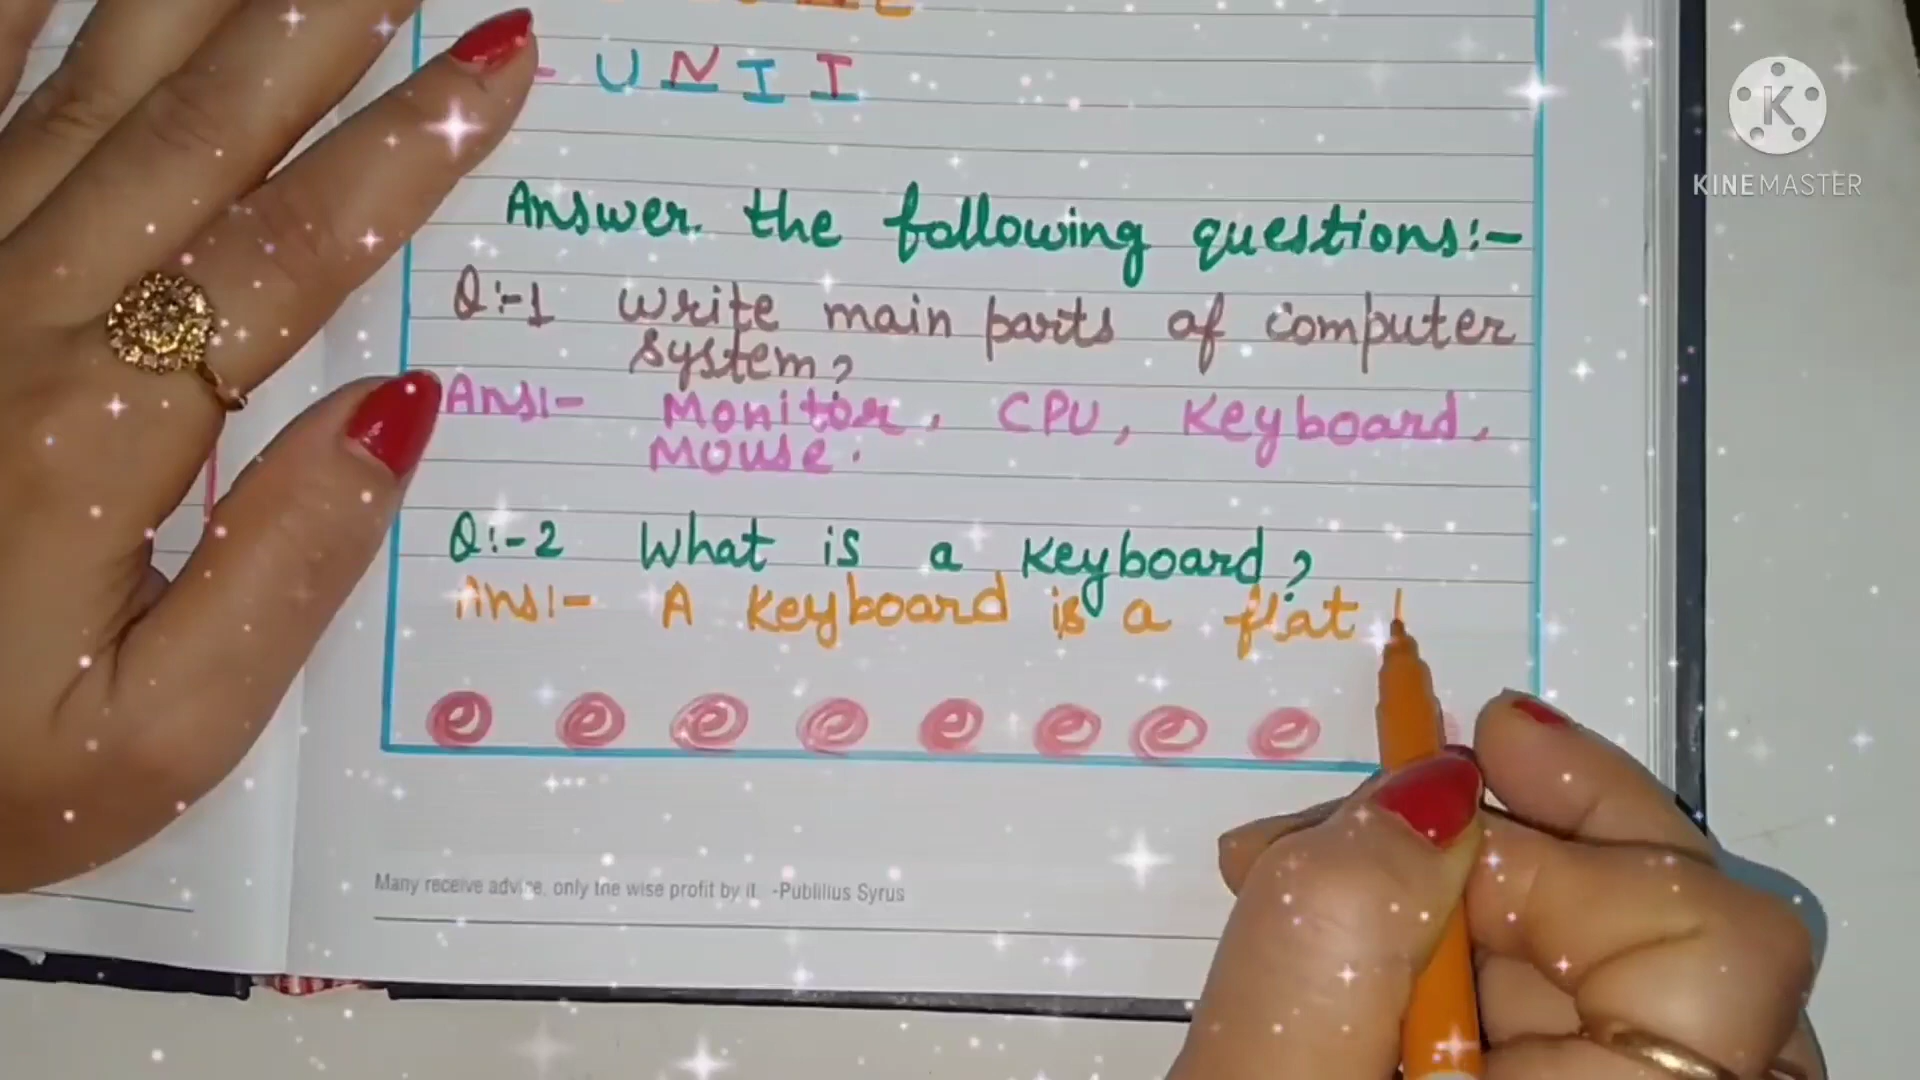 - UNIT
Answer the following questions:-
Q:-1 Write main parts of computer
system?
Ans:- Monitor, CPU, Keyboard,
Mouse.
Q:-2 What is a Keyboard?
Ans:- A Keyboard is a flat
Many receive advice, only the wise profit by it. -Publilius Syrus
K
KINEMASTER